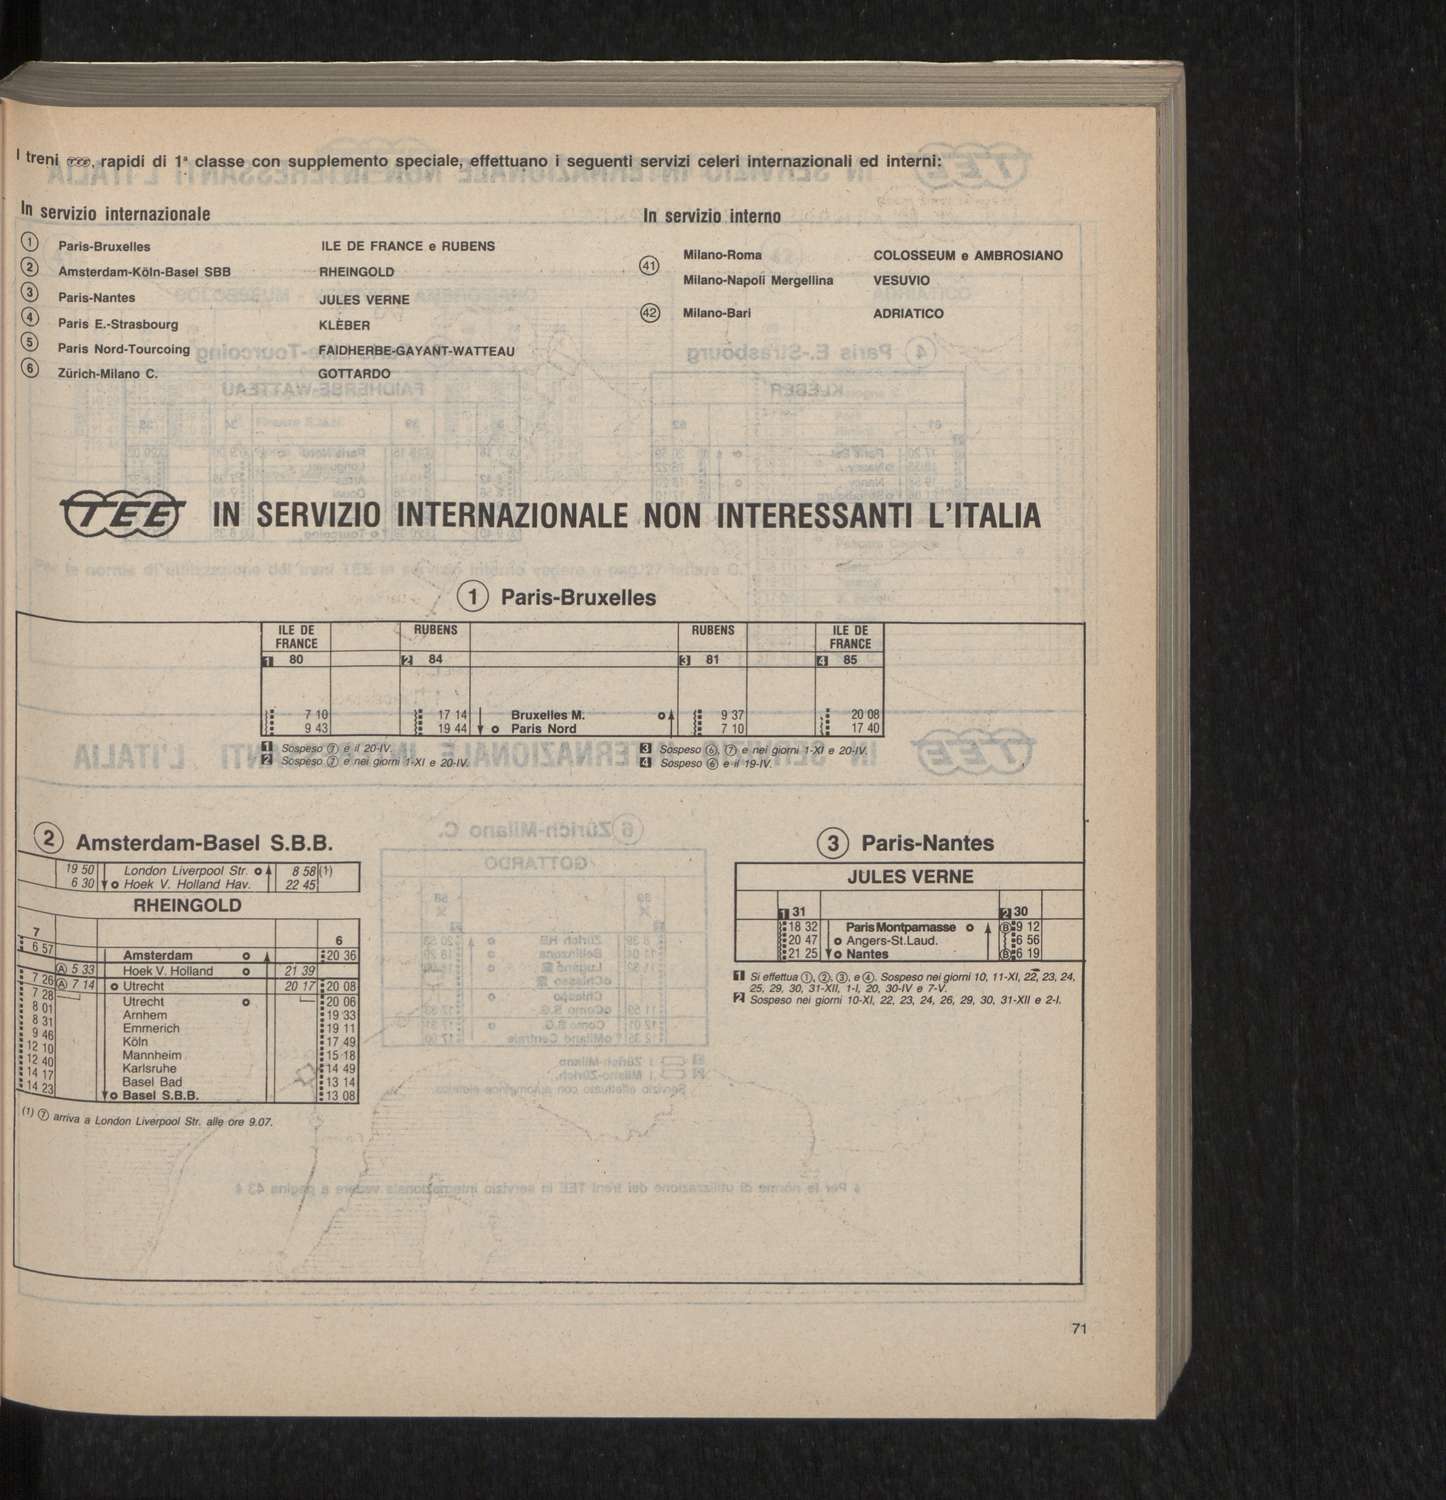 I treni TEE, rapidi di 1ª classe con supplemento speciale, effettuano i seguenti servizi celeri internazionali ed interni:
In servizio internazionale
① Paris-Bruxelles ILE DE FRANCE e RUBENS
② Amsterdam-Köln-Basel SBB RHEINGOLD
③ Paris-Nantes JULES VERNE
④ Paris E.-Strasbourg KLÈBER
⑤ Paris Nord-Tourcoing FAIDHERBE-GAYANT-WATTEAU
⑥ Zürich-Milano C. GOTTARDO
In servizio interno
㊶ Milano-Roma COLOSSEUM e AMBROSIANO
Milano-Napoli Mergellina VESUVIO
㊷ Milano-Bari ADRIATICO
TEE IN SERVIZIO INTERNAZIONALE NON INTERESSANTI L'ITALIA
① Paris-Bruxelles
ILE DE RUBENS RUBENS ILE DE
FRANCE FRANCE
1 80 2 84 3 81 4 85
7 10 17 14 Bruxelles M. 9 37 20 08
9 43 19 44 Paris Nord 7 10 17 40
1 Sospeso ⑦ e il 20-IV.
2 Sospeso ⑦ e nei giorni 1-XI e 20-IV.
3 Sospeso ⑥, ⑦ e nei giorni 1-XI e 20-IV.
4 Sospeso ⑥ e il 19-IV.
② Amsterdam-Basel S.B.B.
19 50 London Liverpool Str. 8 58 (1)
6 30 Hoek V. Holland Hav. 22 45
RHEINGOLD
7 6
6 57 Amsterdam 20 36
Ⓐ 5 33 Hoek V. Holland 21 39
7 26 Ⓐ 7 14 Utrecht 20 17 20 08
7 28 Utrecht 20 06
8 01 Arnhem 19 33
8 31 Emmerich 19 11
9 46 Köln 17 49
12 10 Mannheim 15 18
12 40 Karlsruhe 14 49
14 17 Basel Bad 13 14
14 23 Basel S.B.B. 13 08
(1) ⑦ arriva a London Liverpool Str. alle ore 9.07.
③ Paris-Nantes
JULES VERNE
1 31 2 30
18 32 Paris Montparnasse Ⓑ 9 12
20 47 Angers-St.Laud. 6 56
21 25 Nantes Ⓑ 6 19
1 Si effettua ①, ②, ③, e ④. Sospeso nei giorni 10, 11-XI, 22, 23, 24,
25, 29, 30, 31-XII, 1-I, 20, 30-IV e 7-V.
2 Sospeso nei giorni 10-XI, 22, 23, 24, 26, 29, 30, 31-XII e 2-I.
71